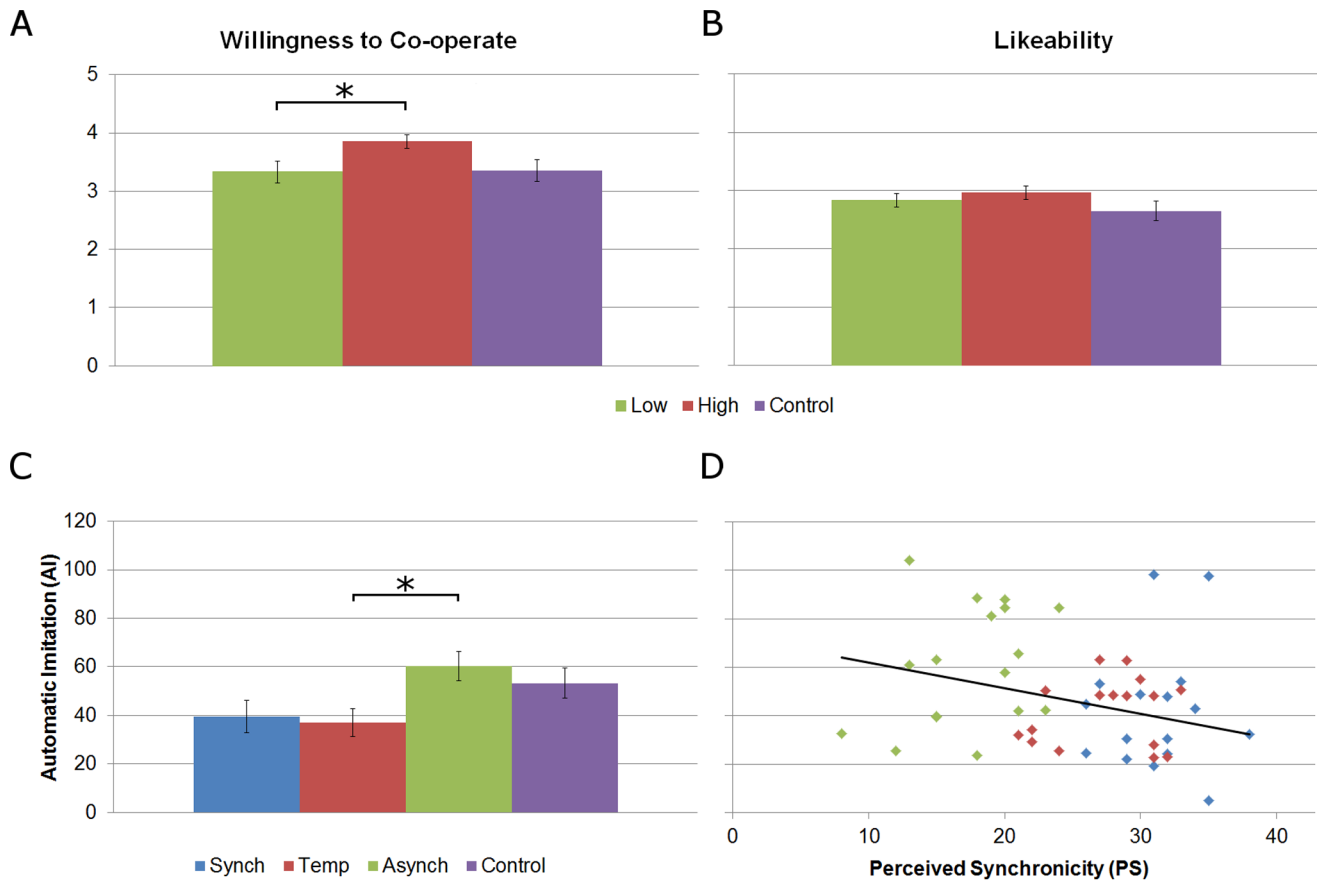 A
Willingness to Co-operate
B
Likeability
5
4
3
2
1
0
*
Low High Control
C
D
120
100
80
60
40
20
0
Automatic Imitation (AI)
*
Synch Temp Asynch Control
0 10 20 30 40
Perceived Synchronicity (PS)